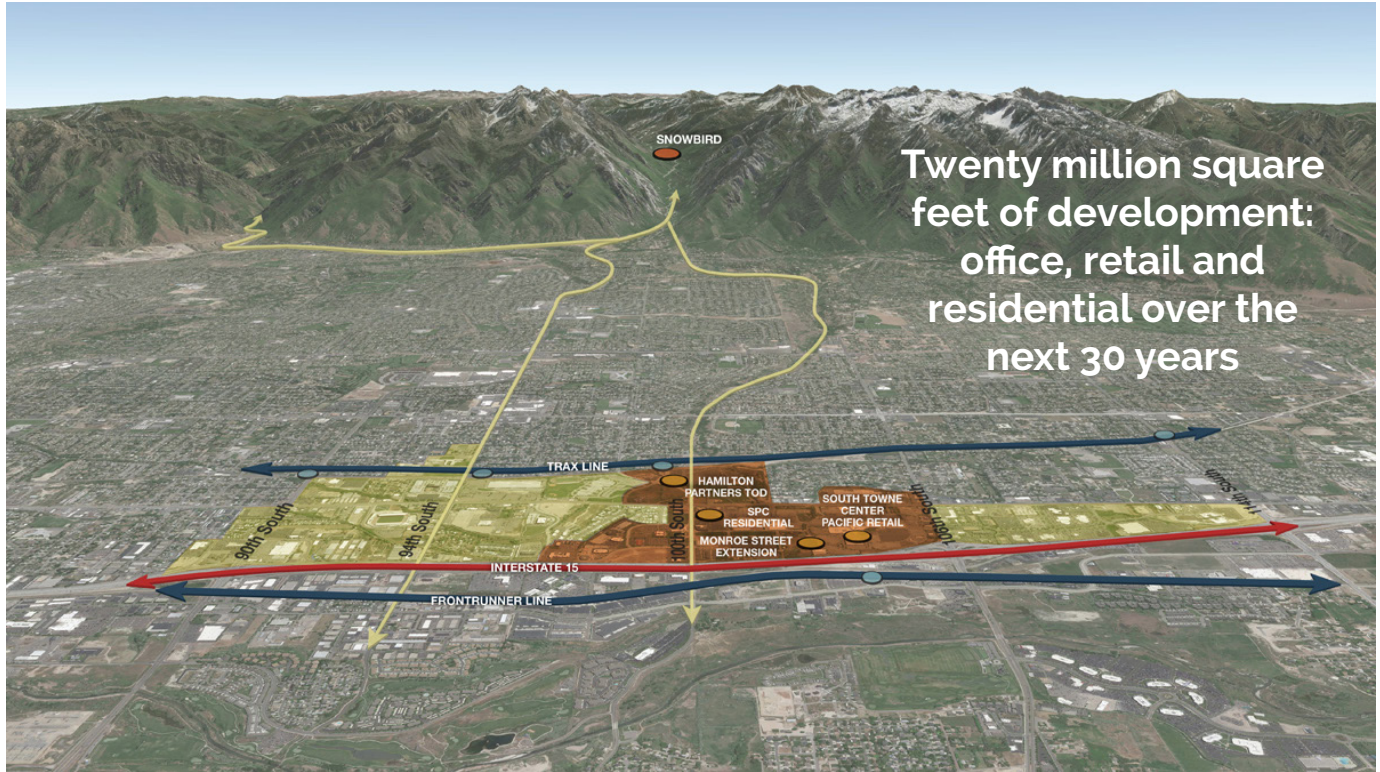 SNOWBIRD
Twenty million square
feet of development:
office, retail and
residential over the
next 30 years
TRAX LINE
HAMILTON
PARTNERS TOD
90th South
94th South
100th South
SPC
RESIDENTIAL
SOUTH TOWNE
CENTER
PACIFIC RETAIL
MONROE STREET
EXTENSION
South
South
INTERSTATE 15
FRONTRUNNER LINE